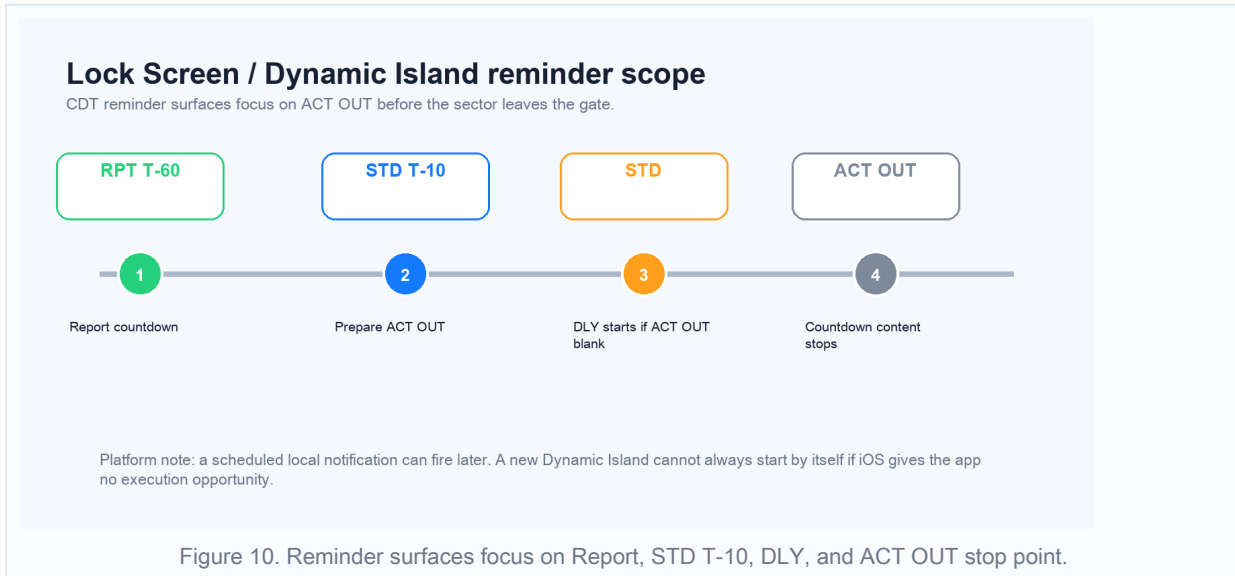 Lock Screen / Dynamic Island reminder scope
CDT reminder surfaces focus on ACT OUT before the sector leaves the gate.
RPT T-60
STD T-10
STD
ACT OUT
1
2
3
4
Report countdown
Prepare ACT OUT
DLY starts if ACT OUT
blank
Countdown content
stops
Platform note: a scheduled local notification can fire later. A new Dynamic Island cannot always start by itself if iOS gives the app
no execution opportunity.
Figure 10. Reminder surfaces focus on Report, STD T-10, DLY, and ACT OUT stop point.